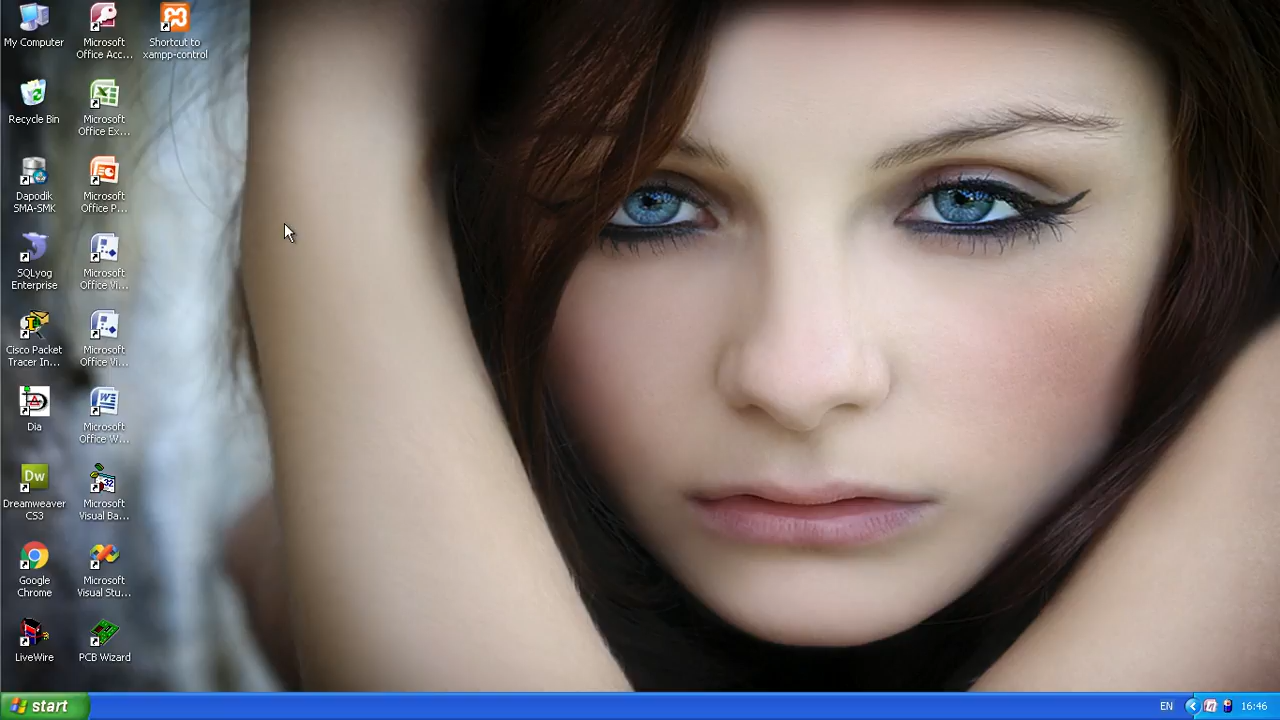 My Computer
Microsoft
Office Acc...
Shortcut to
xampp-control
Recycle Bin
Microsoft
Office Ex...
Dapodik
SMA-SMK
Microsoft
Office P...
SQLyog
Enterprise
Microsoft
Office Vi...
Cisco Packet
Tracer In...
Microsoft
Office Vi...
Dia
Microsoft
Office W...
Dw
Dreamweaver
CS3
32
Microsoft
Visual Ba...
Google
Chrome
Microsoft
Visual Stu...
LiveWire
PCB Wizard
start
EN
16:46